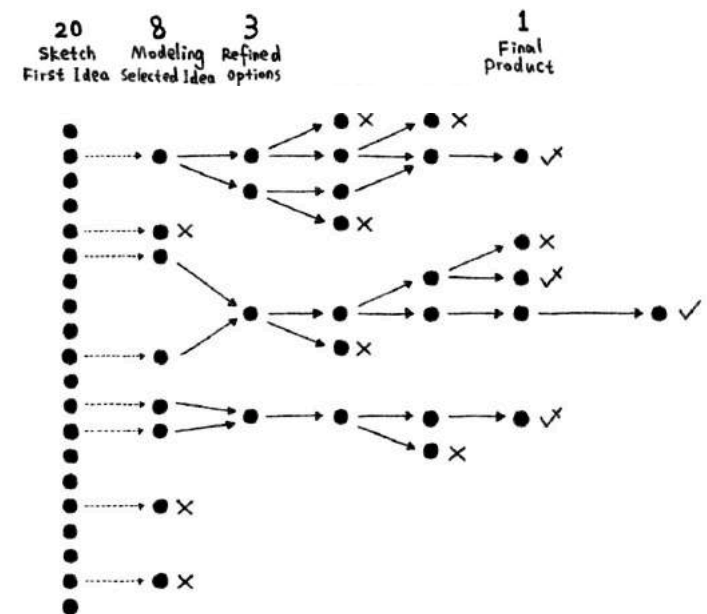 20
Sketch
First Idea
8
Modeling
Selected Idea
3
Refined
options
1
Final
Product